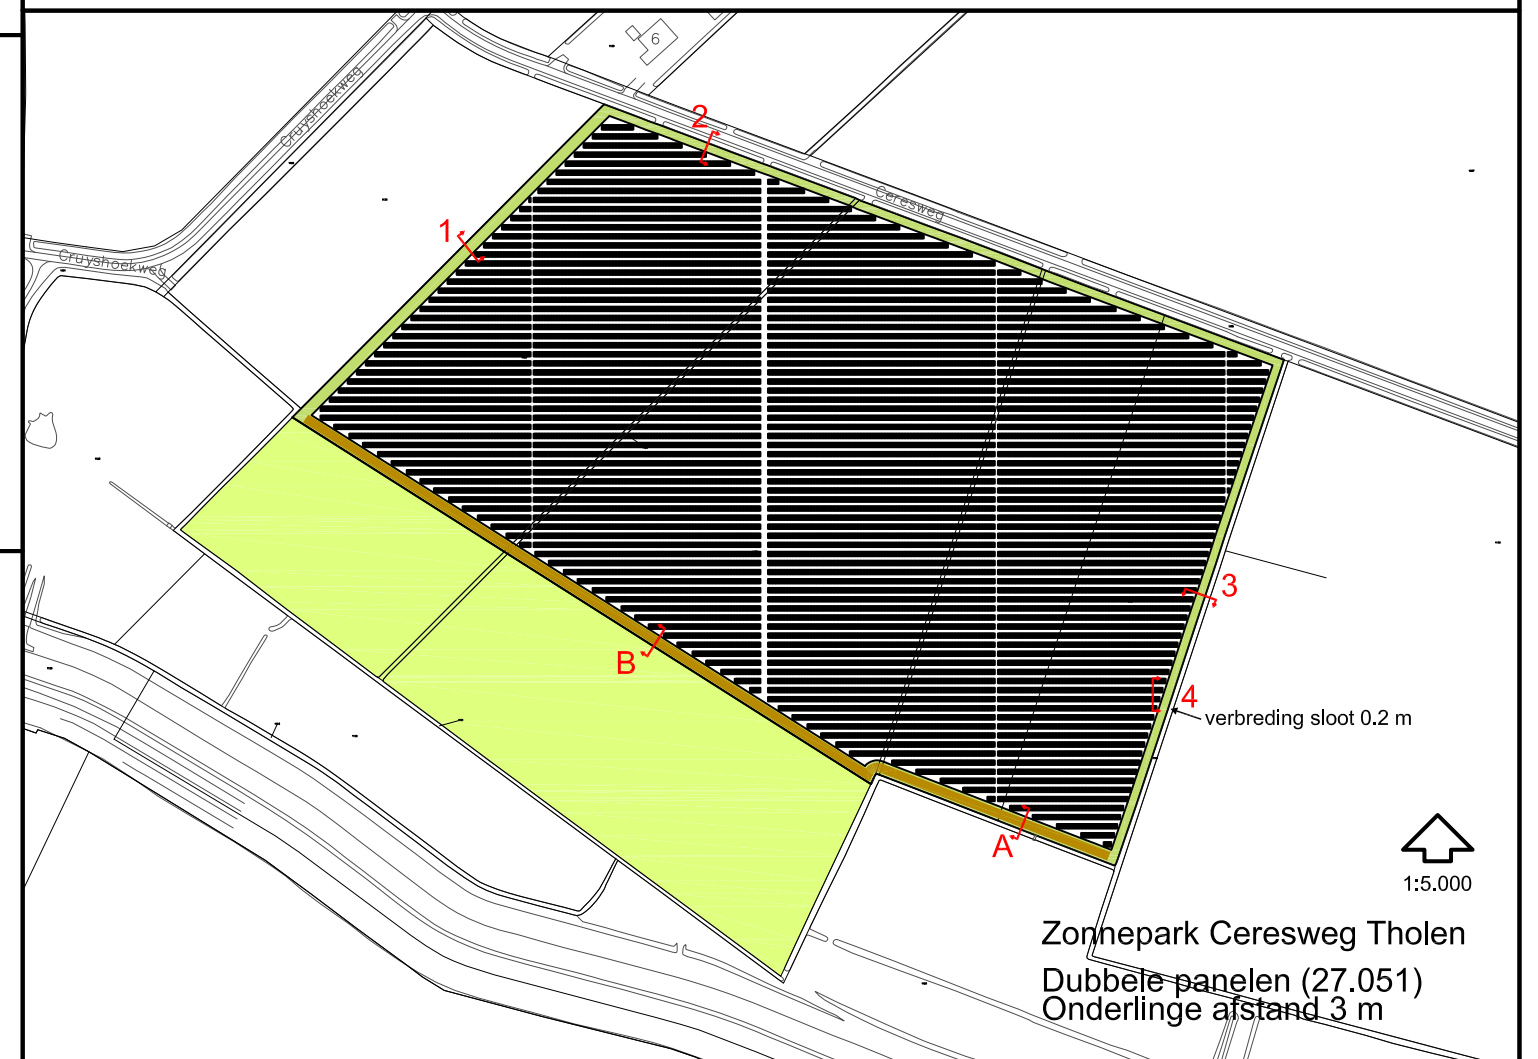 6
Cruyshoekweg
2
Ceresweg
1
Cruyshoekweg
3
B
4
verbreding sloot 0.2 m
A
1:5.000
Zonnepark Ceresweg Tholen
Dubbele panelen (27.051)
Onderlinge afstand 3 m